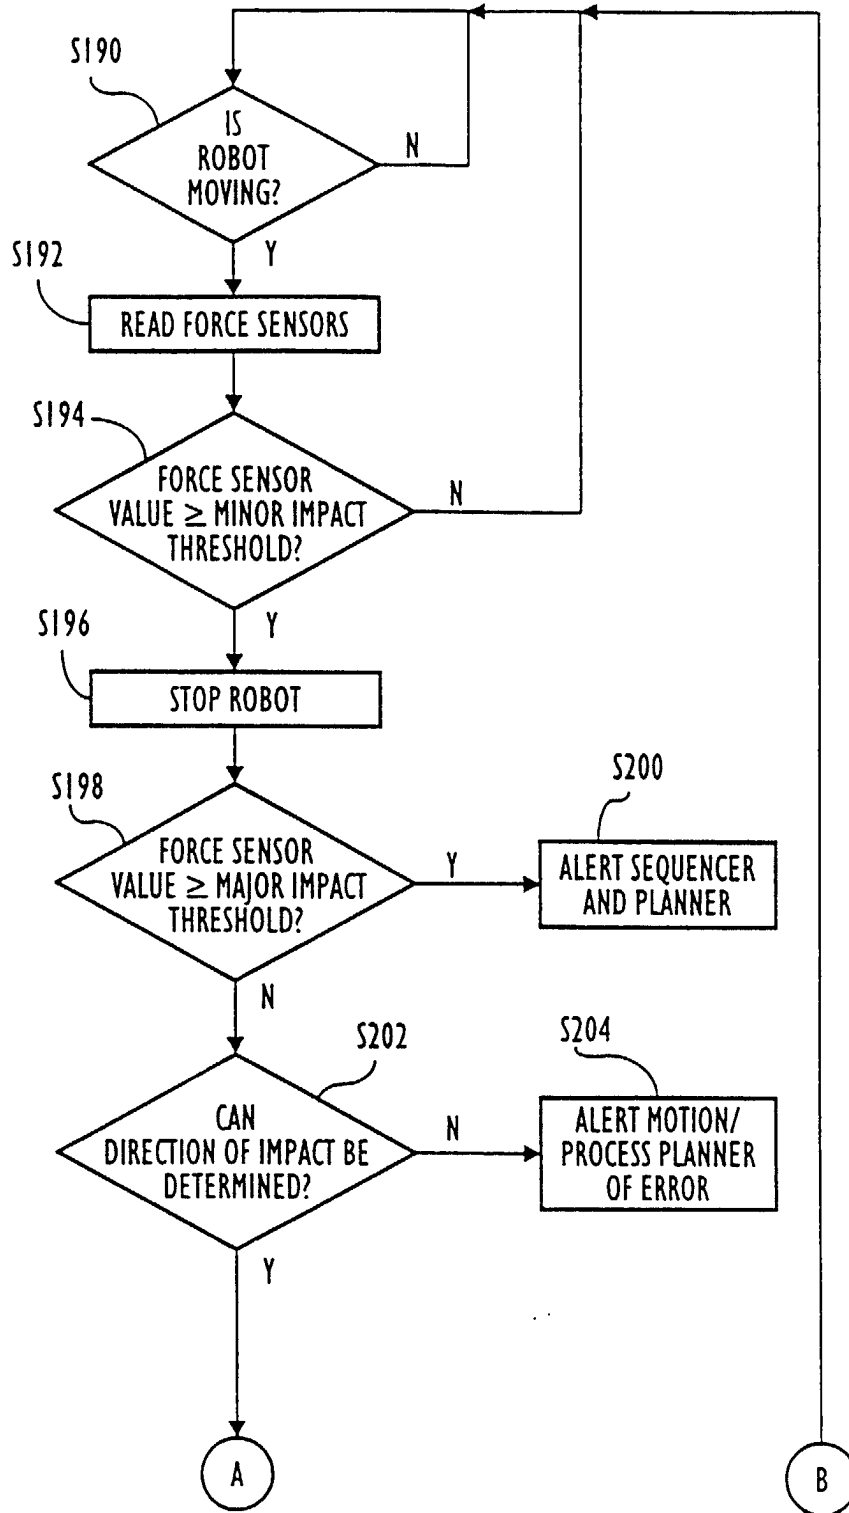 S190
IS
ROBOT
MOVING?
N
Y
S192
READ FORCE SENSORS
S194
FORCE SENSOR
VALUE ≥ MINOR IMPACT
THRESHOLD?
N
Y
S196
STOP ROBOT
S198
FORCE SENSOR
VALUE ≥ MAJOR IMPACT
THRESHOLD?
Y
N
S200
ALERT SEQUENCER
AND PLANNER
S202
CAN
DIRECTION OF IMPACT BE
DETERMINED?
N
Y
S204
ALERT MOTION/
PROCESS PLANNER
OF ERROR
A
B